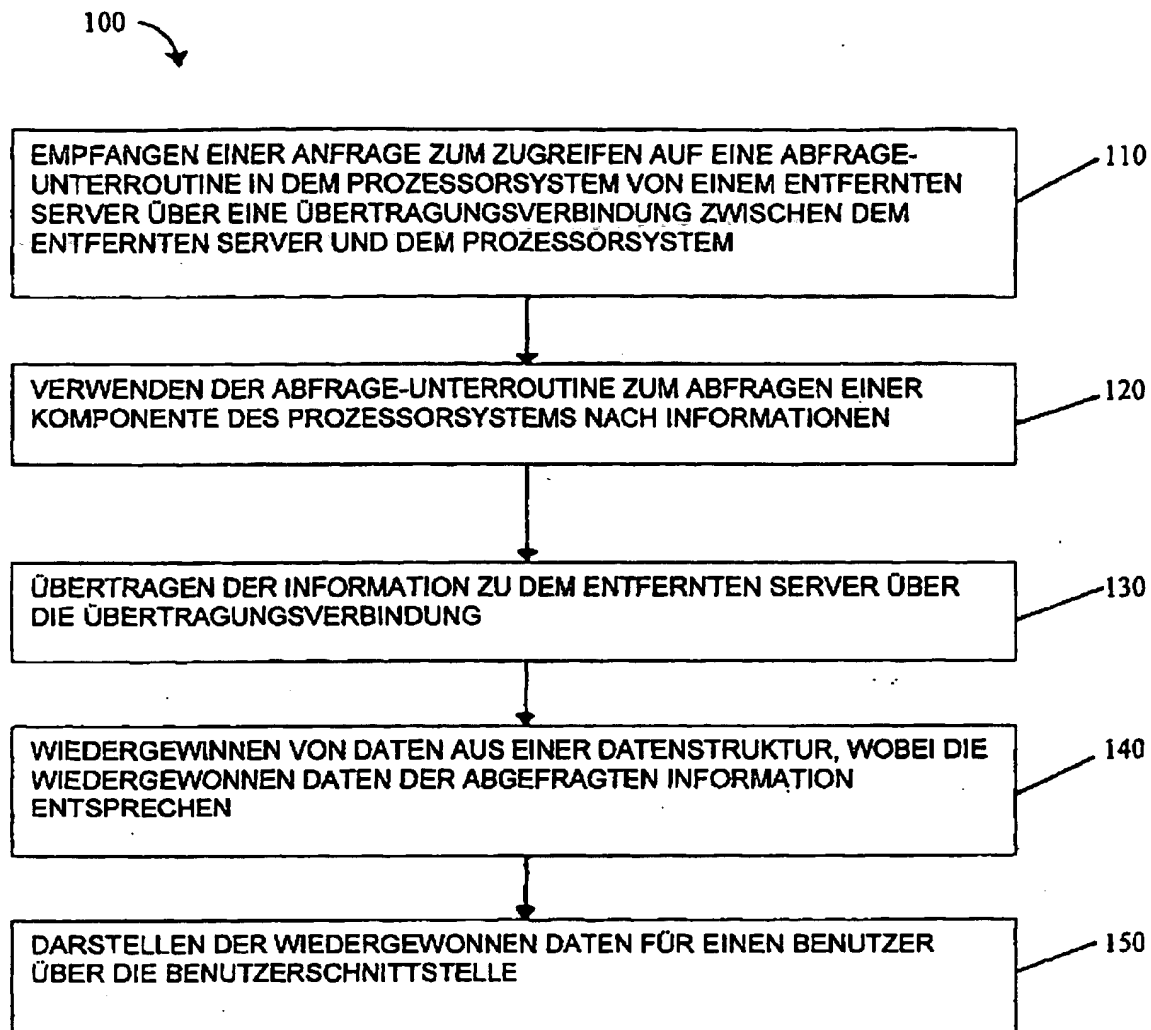 100
EMPFANGEN EINER ANFRAGE ZUM ZUGREIFEN AUF EINE ABFRAGE-
UNTERROUTINE IN DEM PROZESSORSYSTEM VON EINEM ENTFERNTEN
SERVER ÜBER EINE ÜBERTRAGUNGSVERBINDUNG ZWISCHEN DEM
ENTFERNTEN SERVER UND DEM PROZESSORSYSTEM
110
VERWENDEN DER ABFRAGE-UNTERROUTINE ZUM ABFRAGEN EINER
KOMPONENTE DES PROZESSORSYSTEMS NACH INFORMATIONEN
120
ÜBERTRAGEN DER INFORMATION ZU DEM ENTFERNTEN SERVER ÜBER
DIE ÜBERTRAGUNGSVERBINDUNG
130
WIEDERGEWINNEN VON DATEN AUS EINER DATENSTRUKTUR, WOBEI DIE
WIEDERGEWONNEN DATEN DER ABGEFRAGTEN INFORMATION
ENTSPRECHEN
140
DARSTELLEN DER WIEDERGEWONNEN DATEN FÜR EINEN BENUTZER
ÜBER DIE BENUTZERSCHNITTSTELLE
150